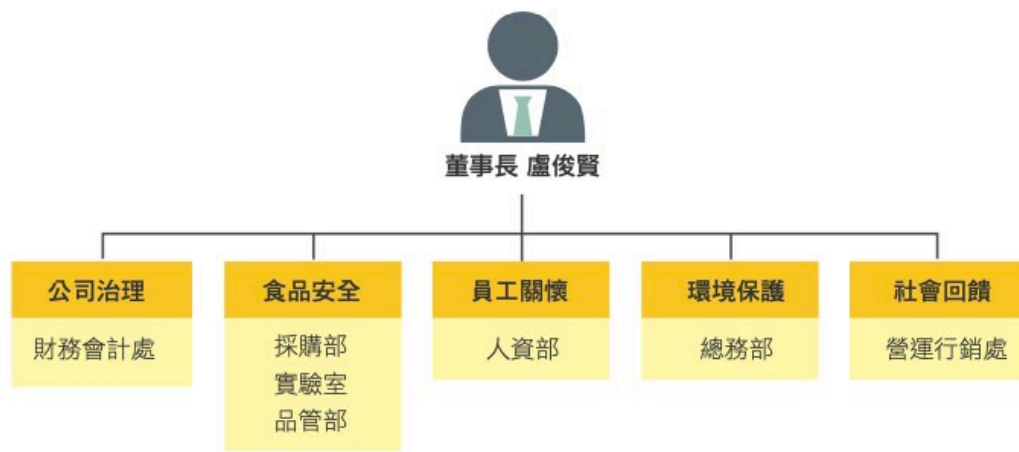 董事長 盧俊賢
公司治理
財務會計處
食品安全
採購部
實驗室
品管部
員工關懷
人資部
環境保護
總務部
社會回饋
營運行銷處